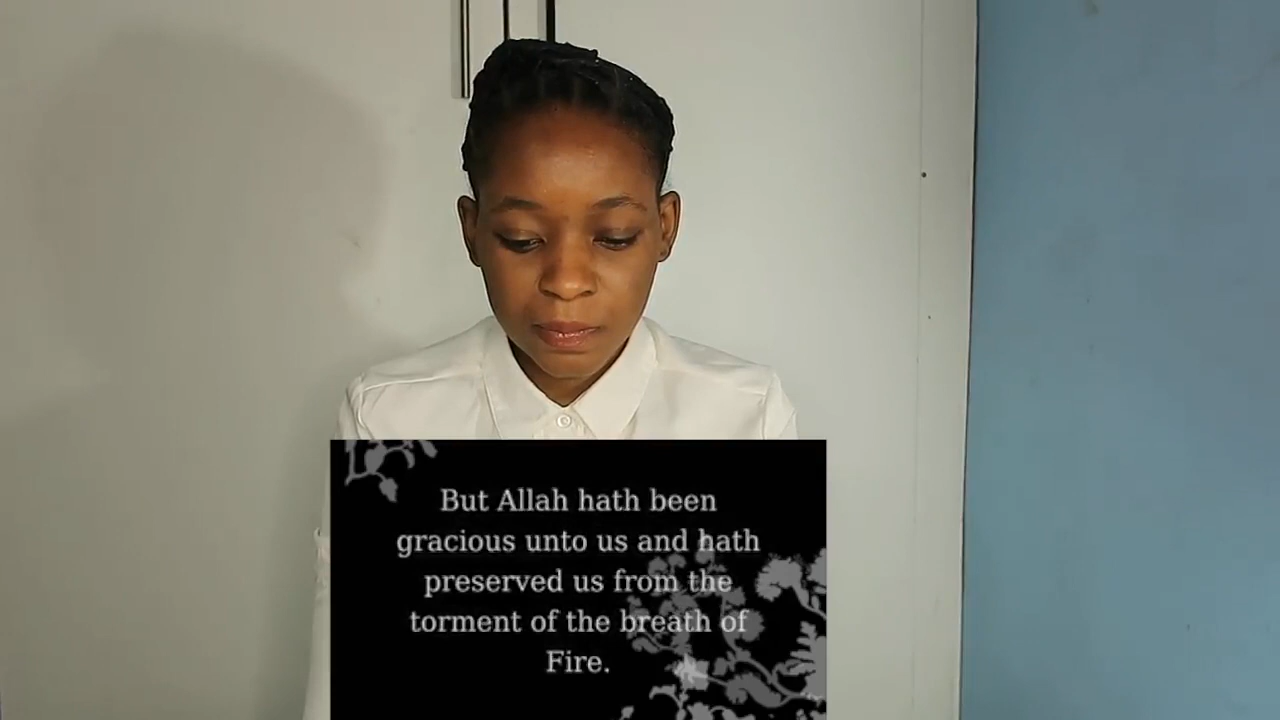 But Allah hath been
gracious unto us and hath
preserved us from the
torment of the breath of
Fire.